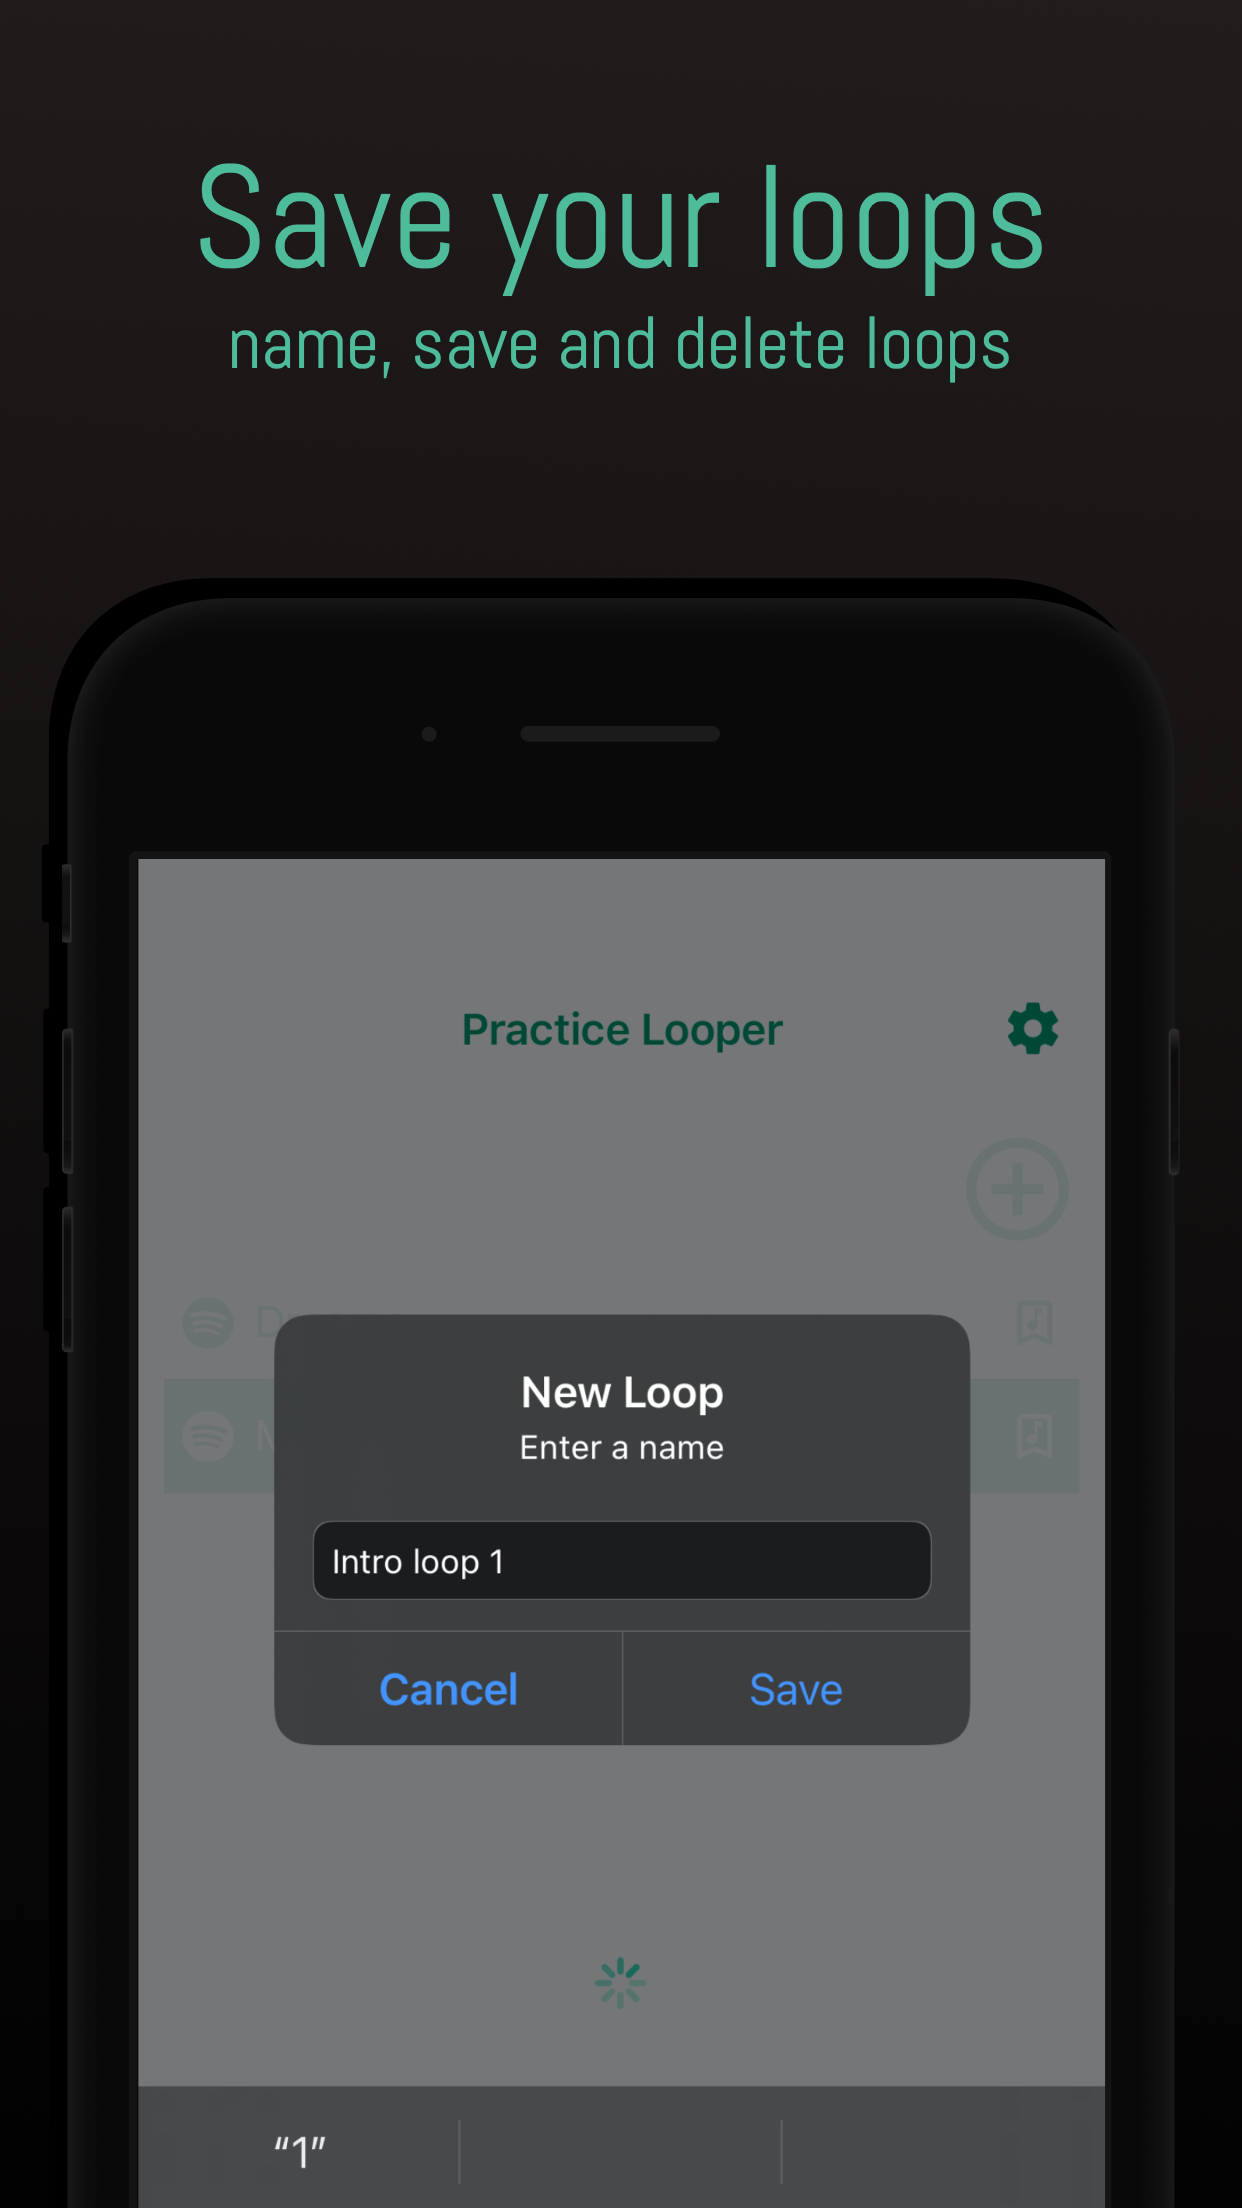 Save your loops
name, save and delete loops
Practice Looper
New Loop
Enter a name
Intro loop 1
Cancel
Save
“1”